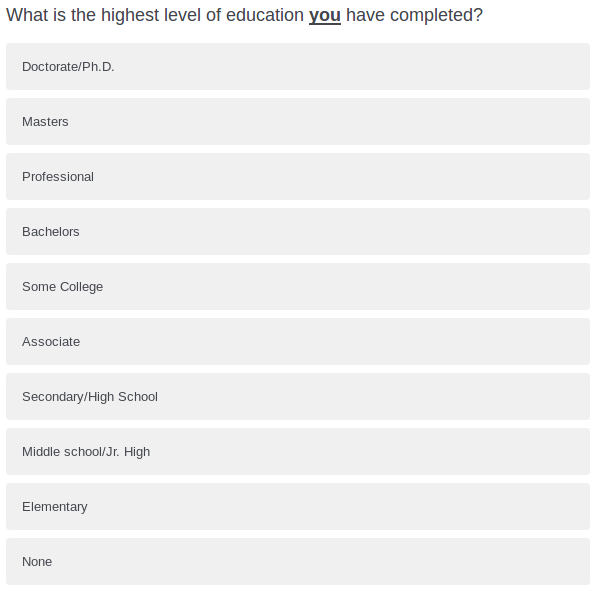 What is the highest level of education you have completed?
Doctorate/Ph.D.
Masters
Professional
Bachelors
Some College
Associate
Secondary/High School
Middle school/Jr. High
Elementary
None